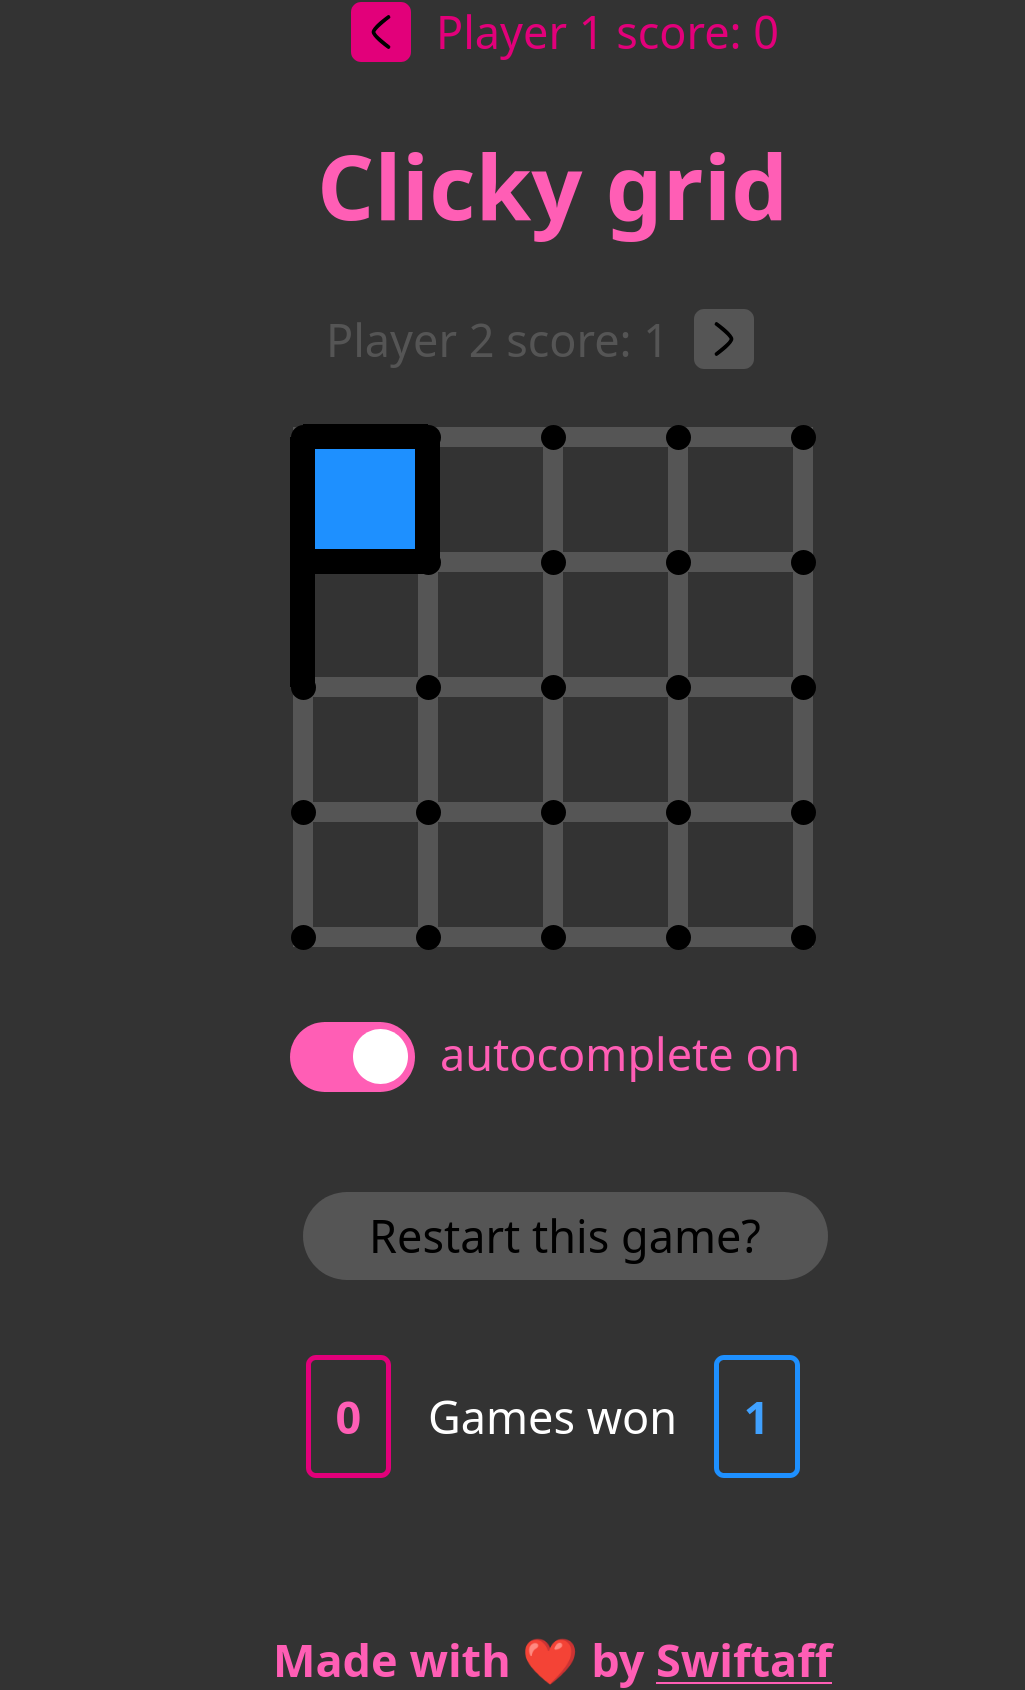 Player 1 score: 0
Clicky grid
Player 2 score: 1
autocomplete on
Restart this game?
0 Games won 1
Made with ❤️ by Swiftaff